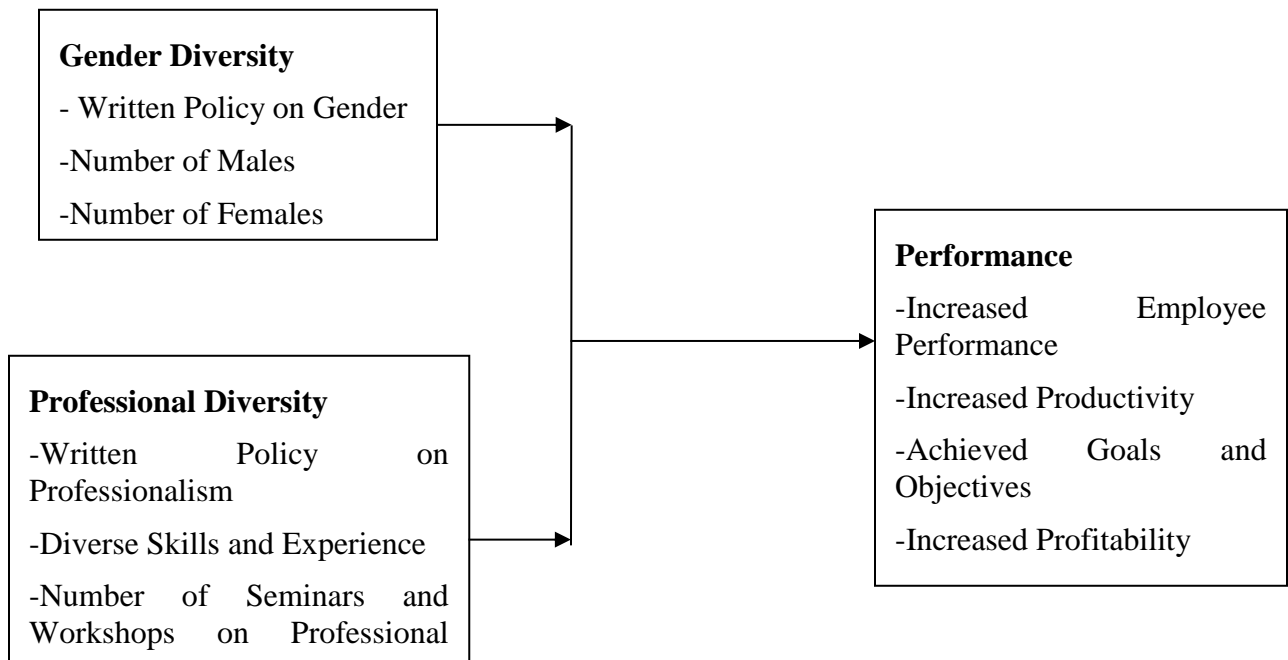 Gender Diversity
- Written Policy on Gender
-Number of Males
-Number of Females
Professional Diversity
-Written Policy on
Professionalism
-Diverse Skills and Experience
-Number of Seminars and
Workshops on Professional
Performance
-Increased Employee
Performance
-Increased Productivity
-Achieved Goals and
Objectives
-Increased Profitability